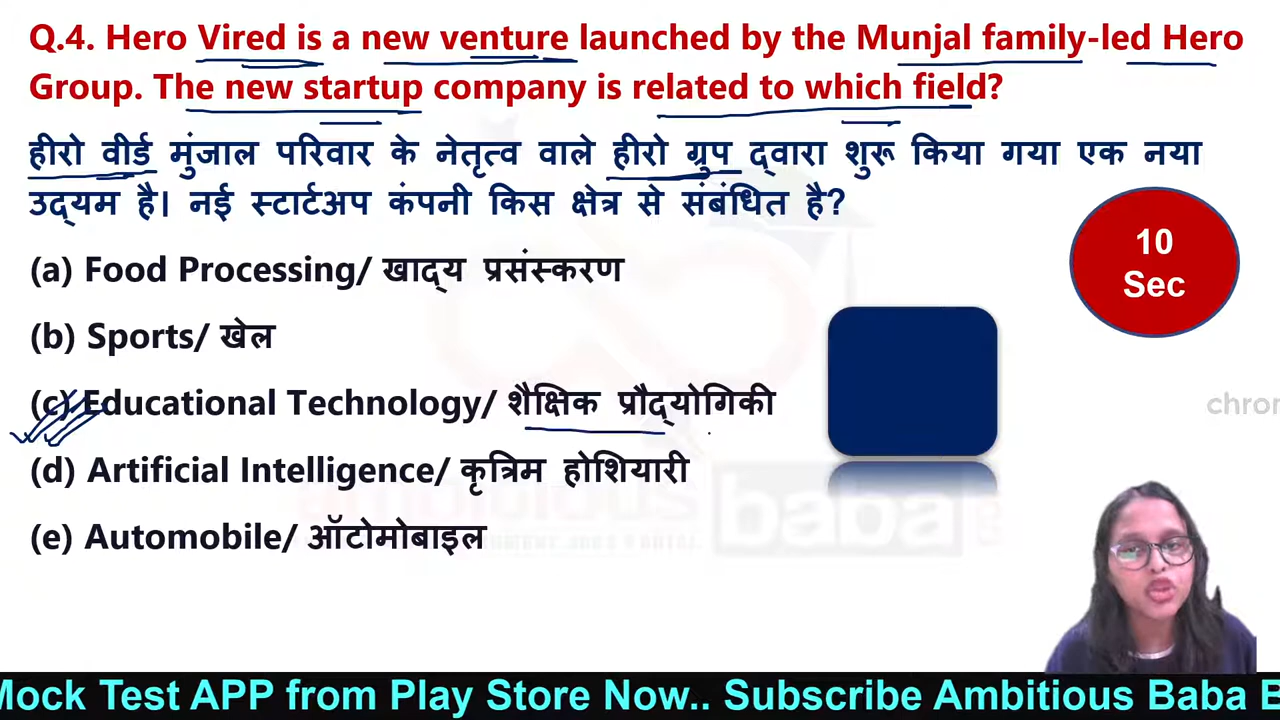 Q.4. Hero Vired is a new venture launched by the Munjal family-led Hero
Group. The new startup company is related to which field?
हीरो वीर्ड मुंजाल परिवार के नेतृत्व वाले हीरो ग्रुप द्वारा शुरू किया गया एक नया
उद्यम है। नई स्टार्टअप कंपनी किस क्षेत्र से संबंधित है?
10
Sec
(a) Food Processing/ खाद्य प्रसंस्करण
(b) Sports/ खेल
(c) Educational Technology/ शैक्षिक प्रौद्योगिकी
chron
(d) Artificial Intelligence/ कृत्रिम होशियारी
baba
(e) Automobile/ ऑटोमोबाइल
Mock Test APP from Play Store Now.. Subscribe Ambitious Baba B